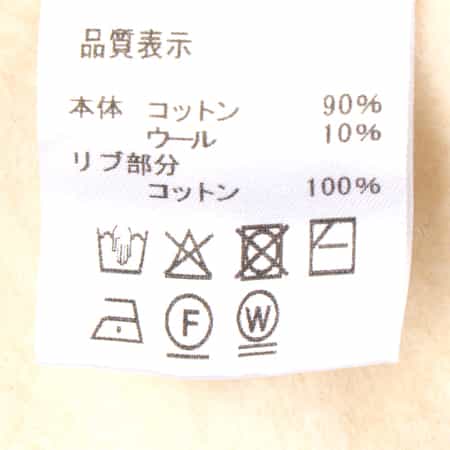 品質表示
本体 コットン 90%
ウール 10%
リブ部分
コットン 100%
F W